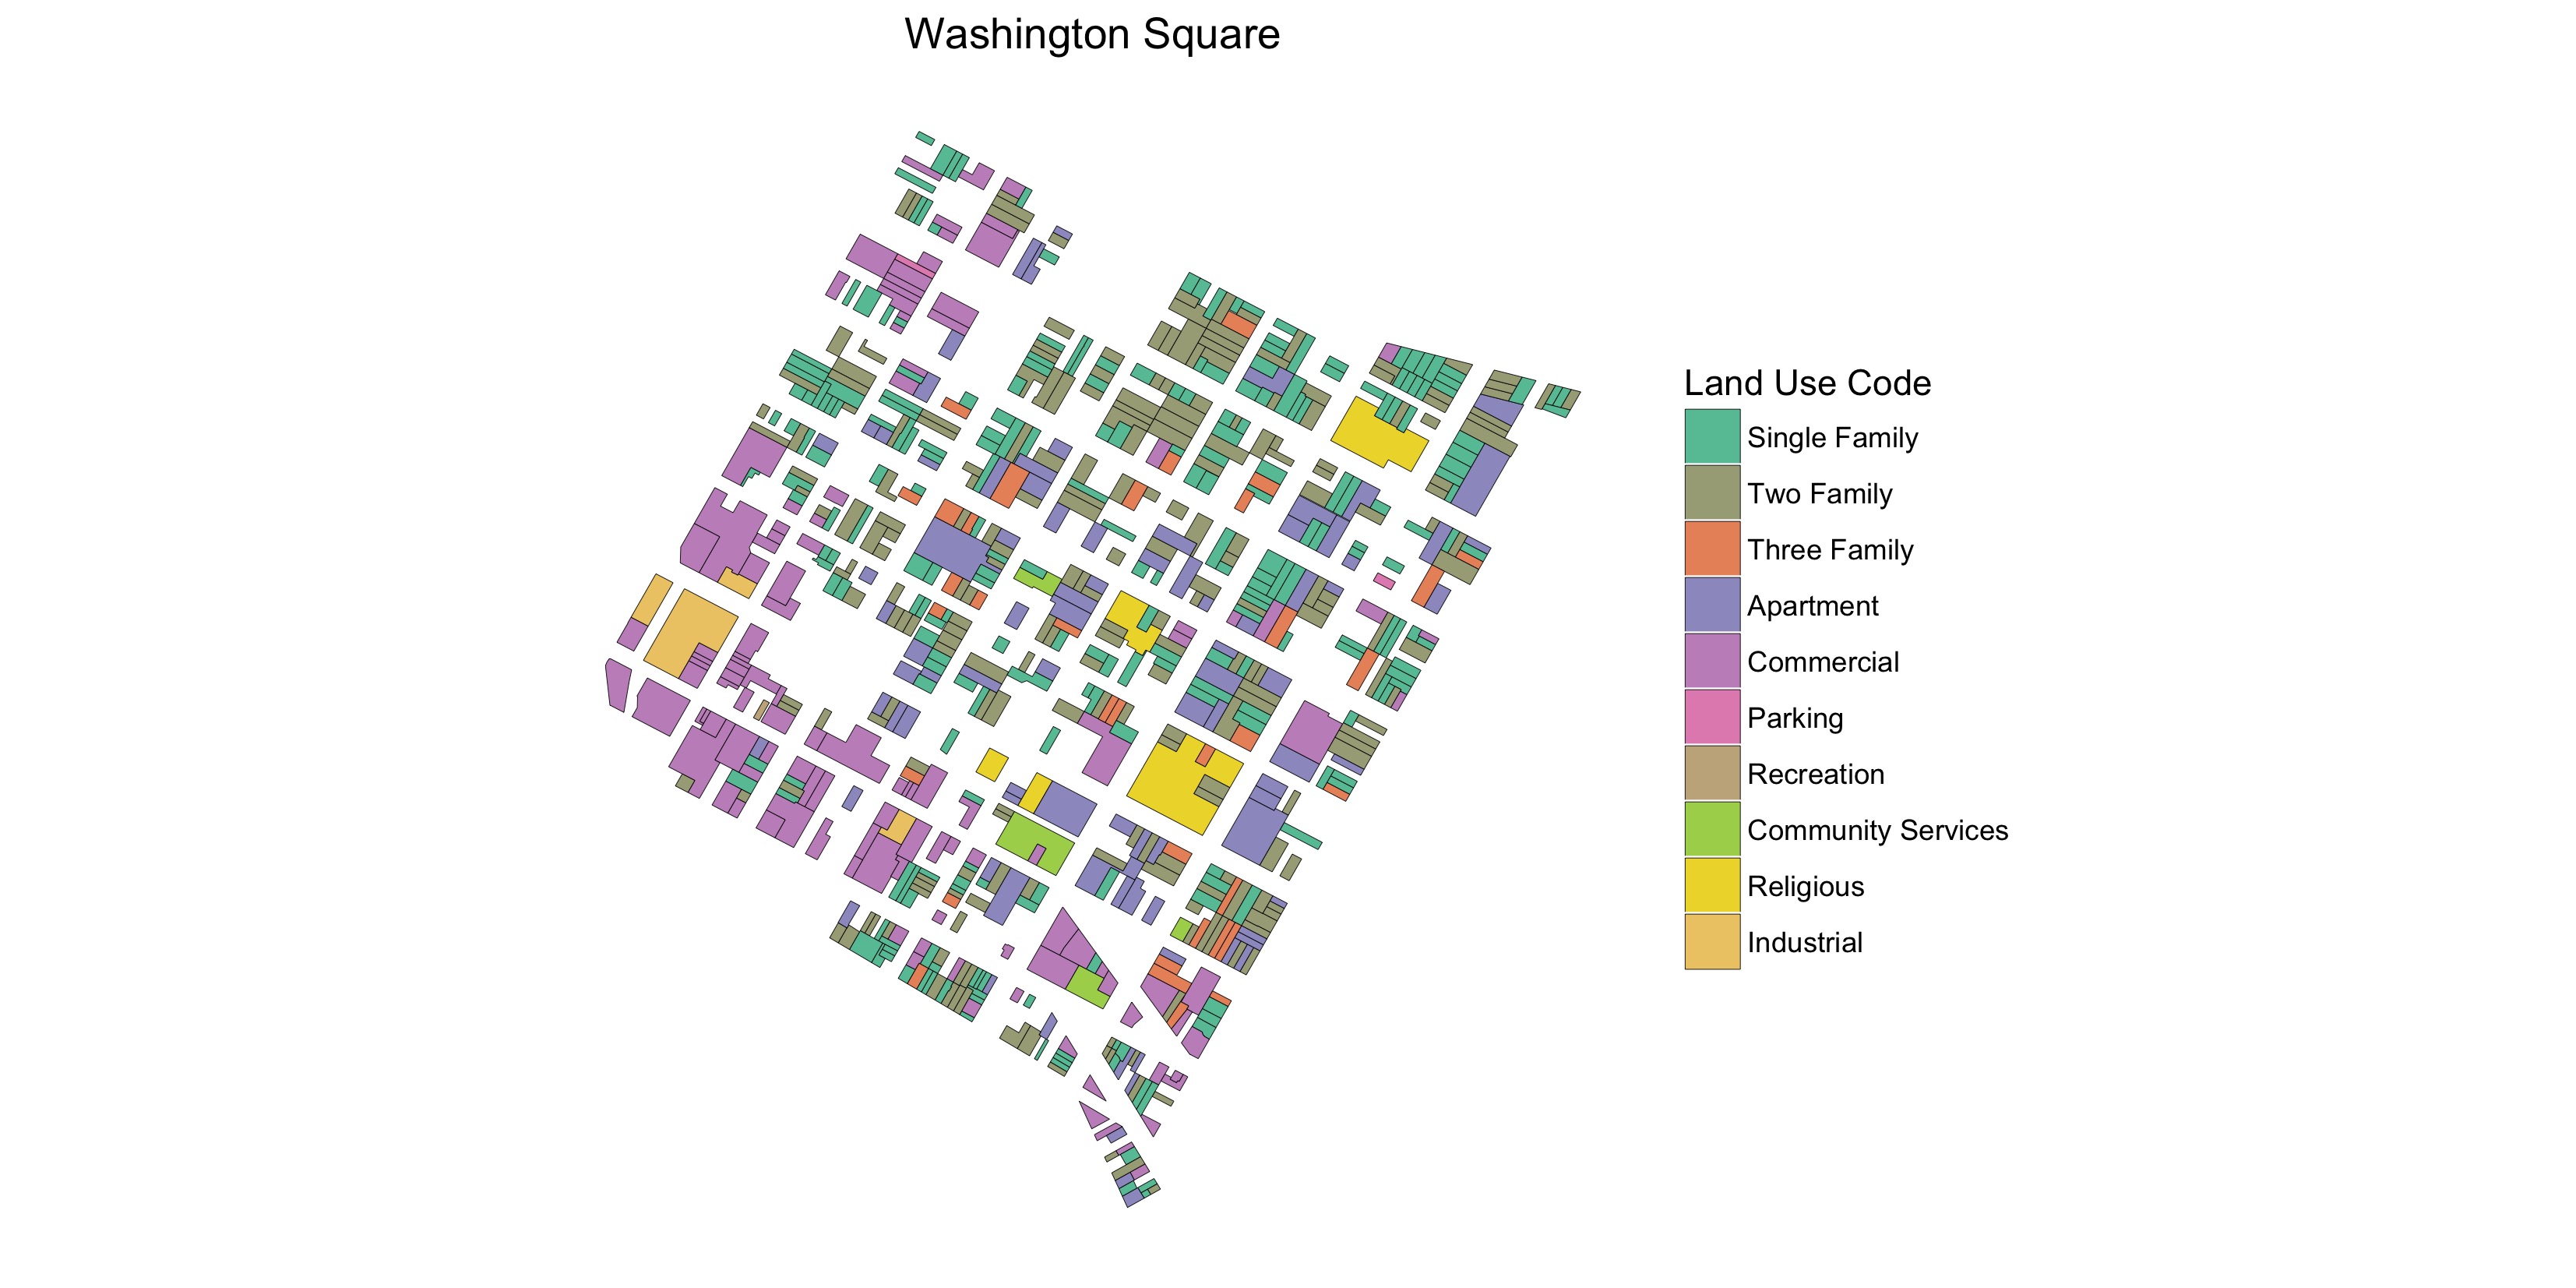 Washington Square
Land Use Code
Single Family
Two Family
Three Family
Apartment
Commercial
Parking
Recreation
Community Services
Religious
Industrial